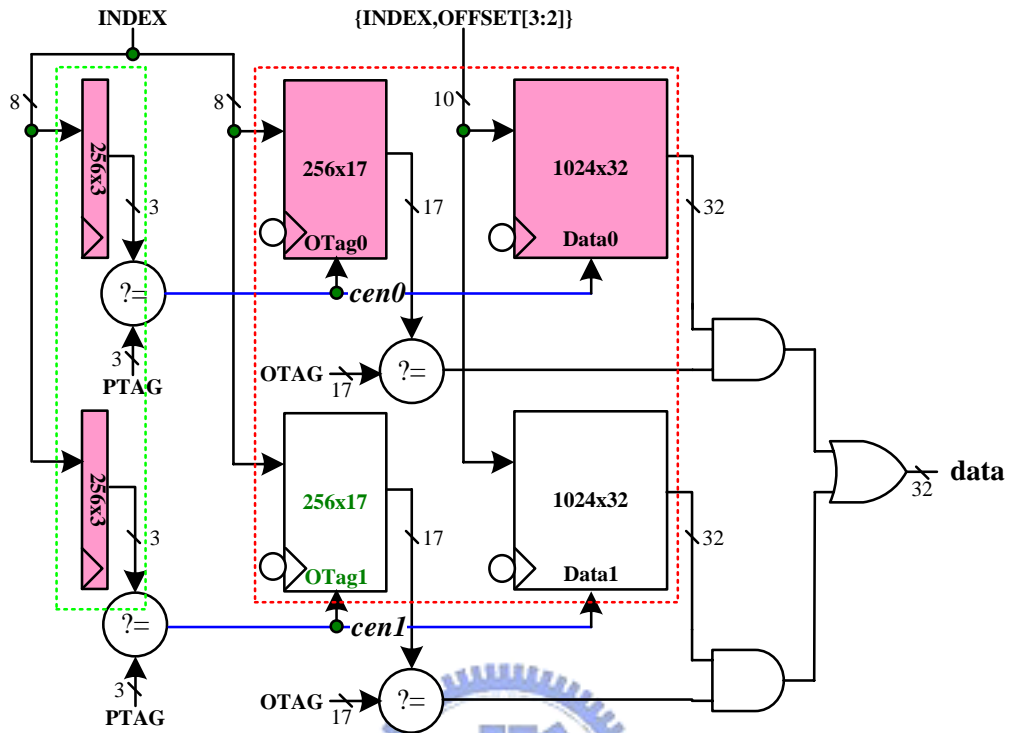 INDEX
{INDEX,OFFSET[3:2]}
8
8
10
256x3
256x17
1024x32
3
17
32
OTag0
Data0
?=
cen0
3
PTAG
OTAG
17
?=
256x3
256x17
1024x32
3
17
32
data
32
OTag1
Data1
?=
cen1
3
PTAG
OTAG
17
?=